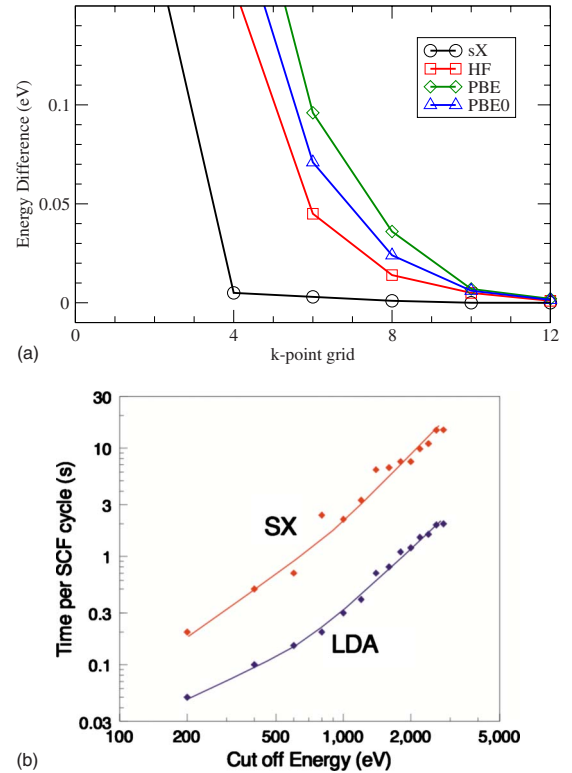 0.1
0.05
0
Energy Difference (eV)
sX
HF
PBE
PBE0
0
4
8
12
k-point grid
(a)
30
10
3
1
0.3
0.1
0.03
Time per SCF cycle (s)
SX
LDA
100
200
500
1,000
2,000
5,000
Cut off Energy (eV)
(b)